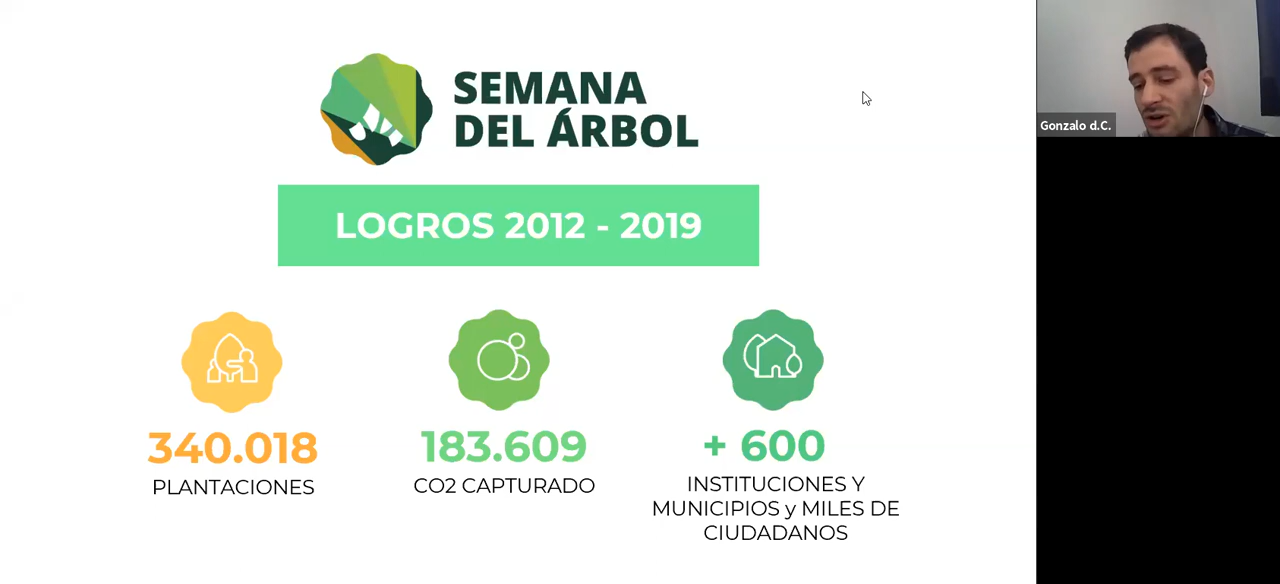 SEMANA
DEL ÁRBOL
Gonzalo d.C.
LOGROS 2012 - 2019
340.018
PLANTACIONES
183.609
CO2 CAPTURADO
+ 600
INSTITUCIONES Y
MUNICIPIOS y MILES DE
CIUDADANOS